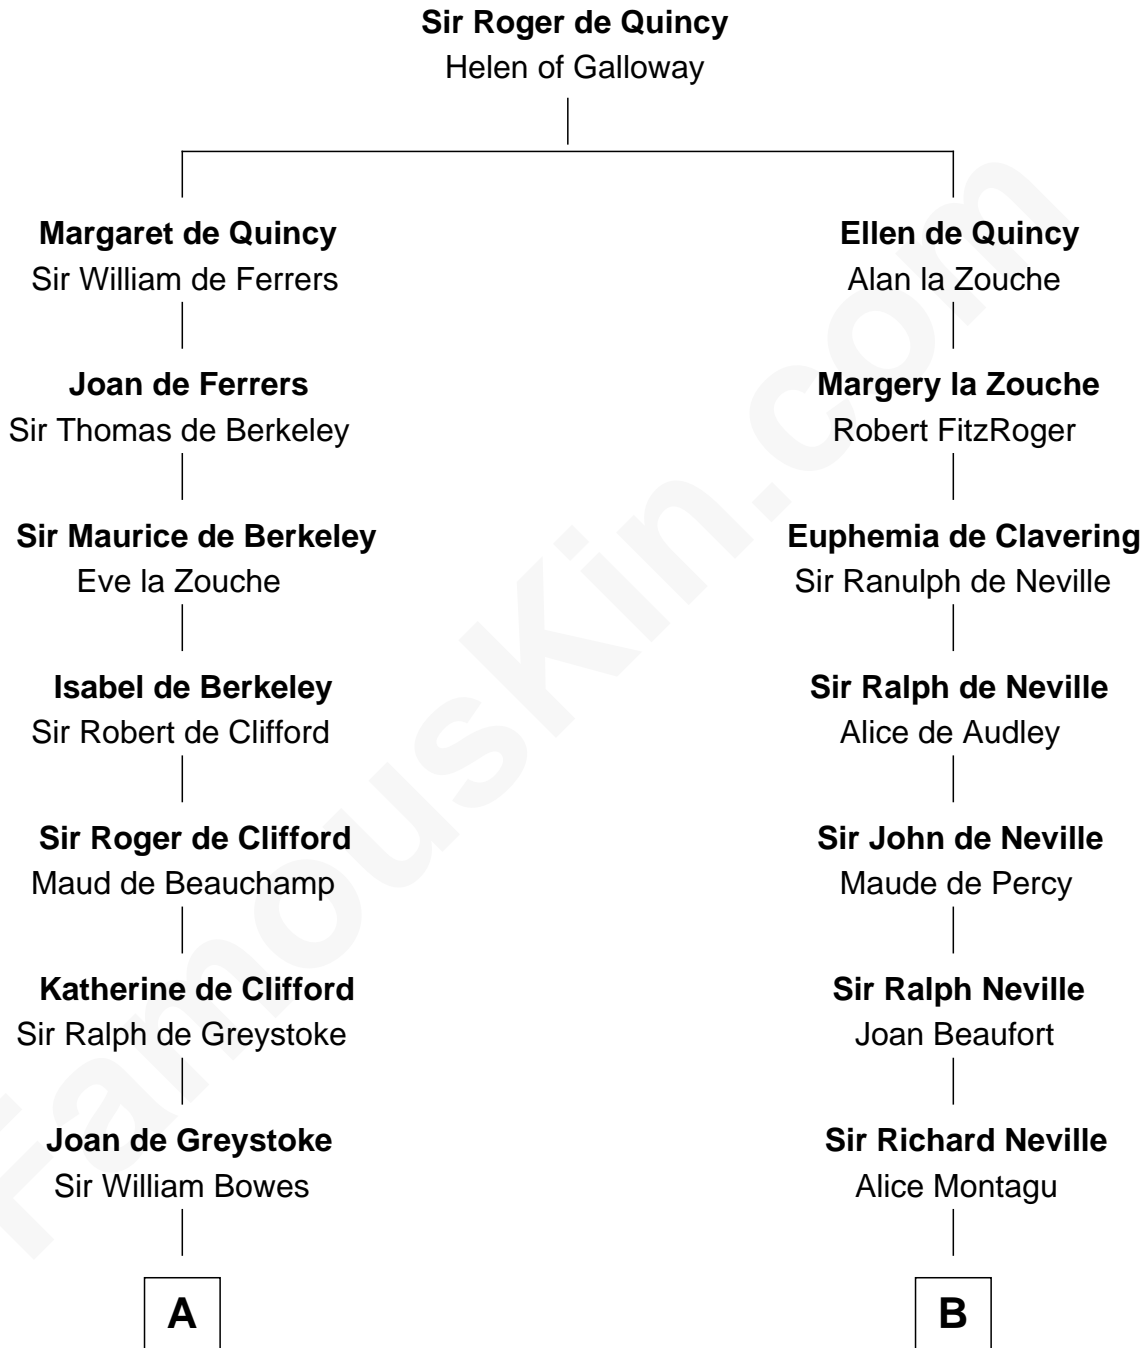 Sir Roger de Quincy
Helen of Galloway
Margaret de Quincy
Sir William de Ferrers
Ellen de Quincy
Alan la Zouche
Joan de Ferrers
Sir Thomas de Berkeley
Margery la Zouche
Robert FitzRoger
Sir Maurice de Berkeley
Eve la Zouche
Euphemia de Clavering
Sir Ranulph de Neville
Isabel de Berkeley
Sir Robert de Clifford
Sir Ralph de Neville
Alice de Audley
Sir Roger de Clifford
Maud de Beauchamp
Sir John de Neville
Maude de Percy
Katherine de Clifford
Sir Ralph de Greystoke
Sir Ralph Neville
Joan Beaufort
Joan de Greystoke
Sir William Bowes
Sir Richard Neville
Alice Montagu
A
B
FamousKin.com